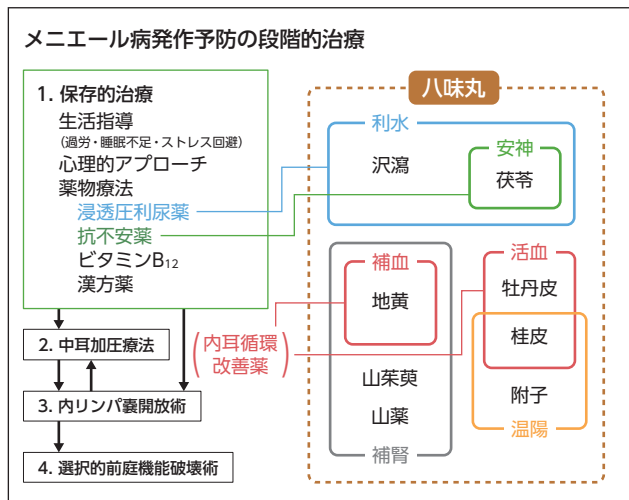 メニエール病発作予防の段階的治療
1. 保存的治療
生活指導
（過労・睡眠不足・ストレス回避）
心理的アプローチ
薬物療法
浸透圧利尿薬
抗不安薬
ビタミンB₁₂
漢方薬
2. 中耳加圧療法
3. 内リンパ嚢開放術
4. 選択的前庭機能破壊術
(内耳循環
改善薬)
八味丸
利水
沢瀉
安神
茯苓
補血
地黄
山茱萸
山薬
補腎
活血
牡丹皮
桂皮
附子
温陽